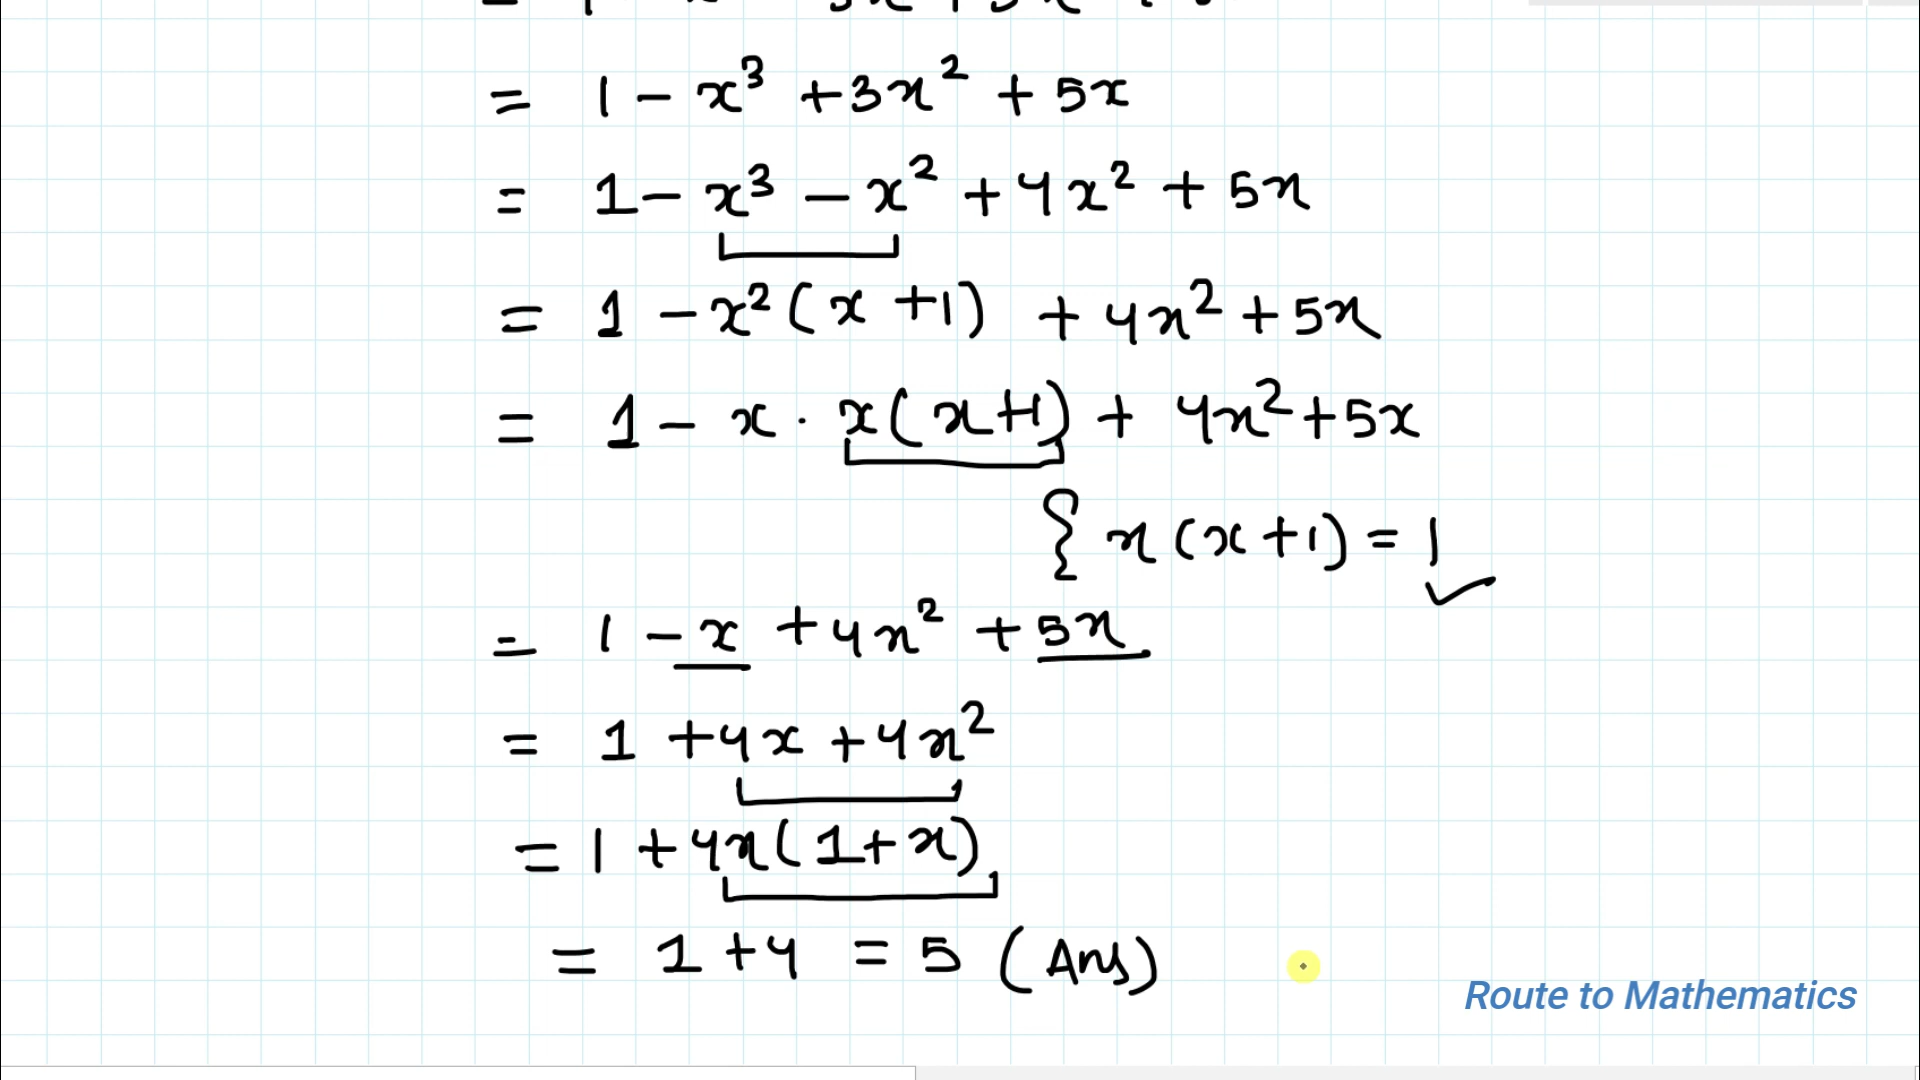 = 1 - x³ + 3x² + 5x
= 1 - x³ - x² + 4x² + 5x
= 1 - x² (x + 1) + 4x² + 5x
= 1 - x · x(x+1) + 4x² + 5x
{ x (x + 1) = 1
= 1 - x + 4x² + 5x
= 1 + 4x + 4x²
= 1 + 4x(1 + x)
= 1 + 4 = 5 (Ans)
Route to Mathematics